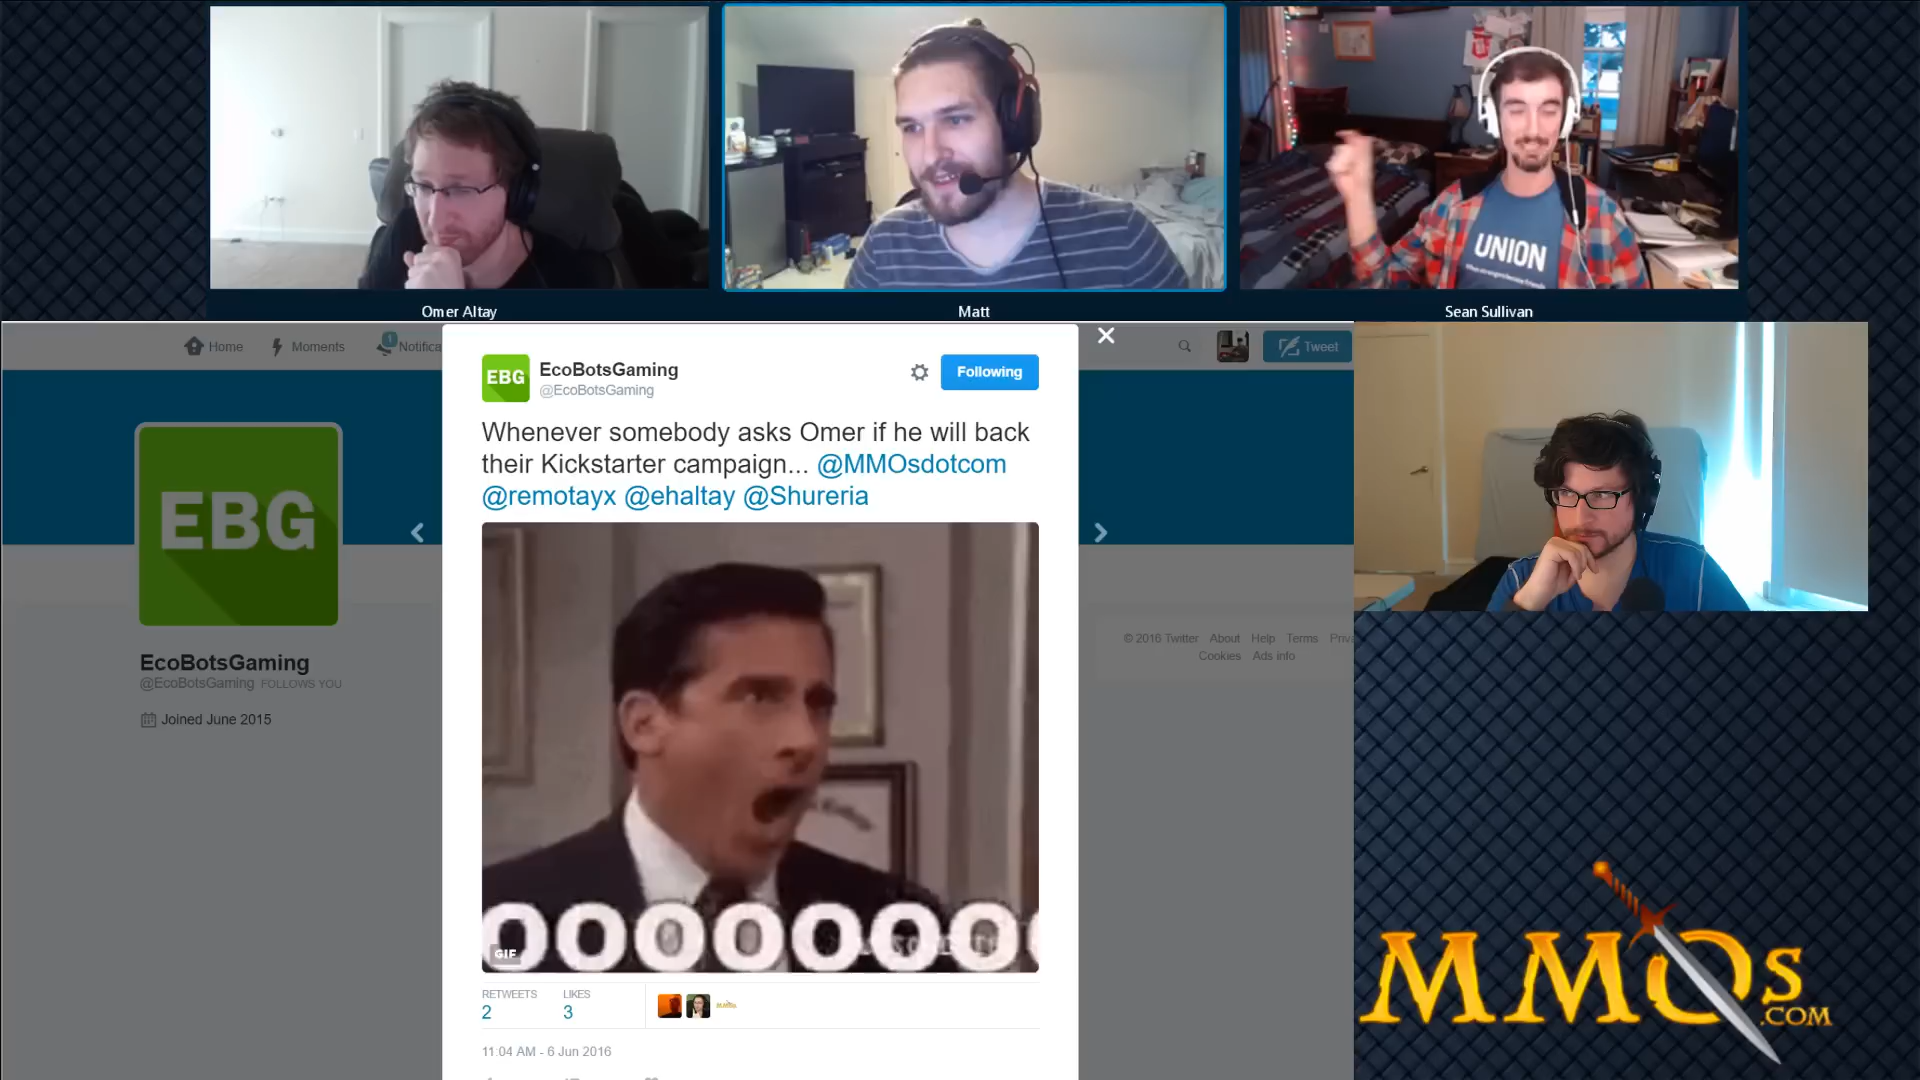 UNION
Omer Altay
Matt
Sean Sullivan
Home
Moments
1
Notifica
Tweet
EBG
EcoBotsGaming
@EcoBotsGaming
Following
Whenever somebody asks Omer if he will back
their Kickstarter campaign... @MMOsdotcom
@remotayx @ehaltay @Shureria
EBG
EcoBotsGaming
@EcoBotsGaming FOLLOWS YOU
Joined June 2015
© 2016 Twitter About Help Terms Priva
Cookies Ads info
OOOOOOO
GIF
RETWEETS
2
LIKES
3
11:04 AM - 6 Jun 2016
MMOs
.COM